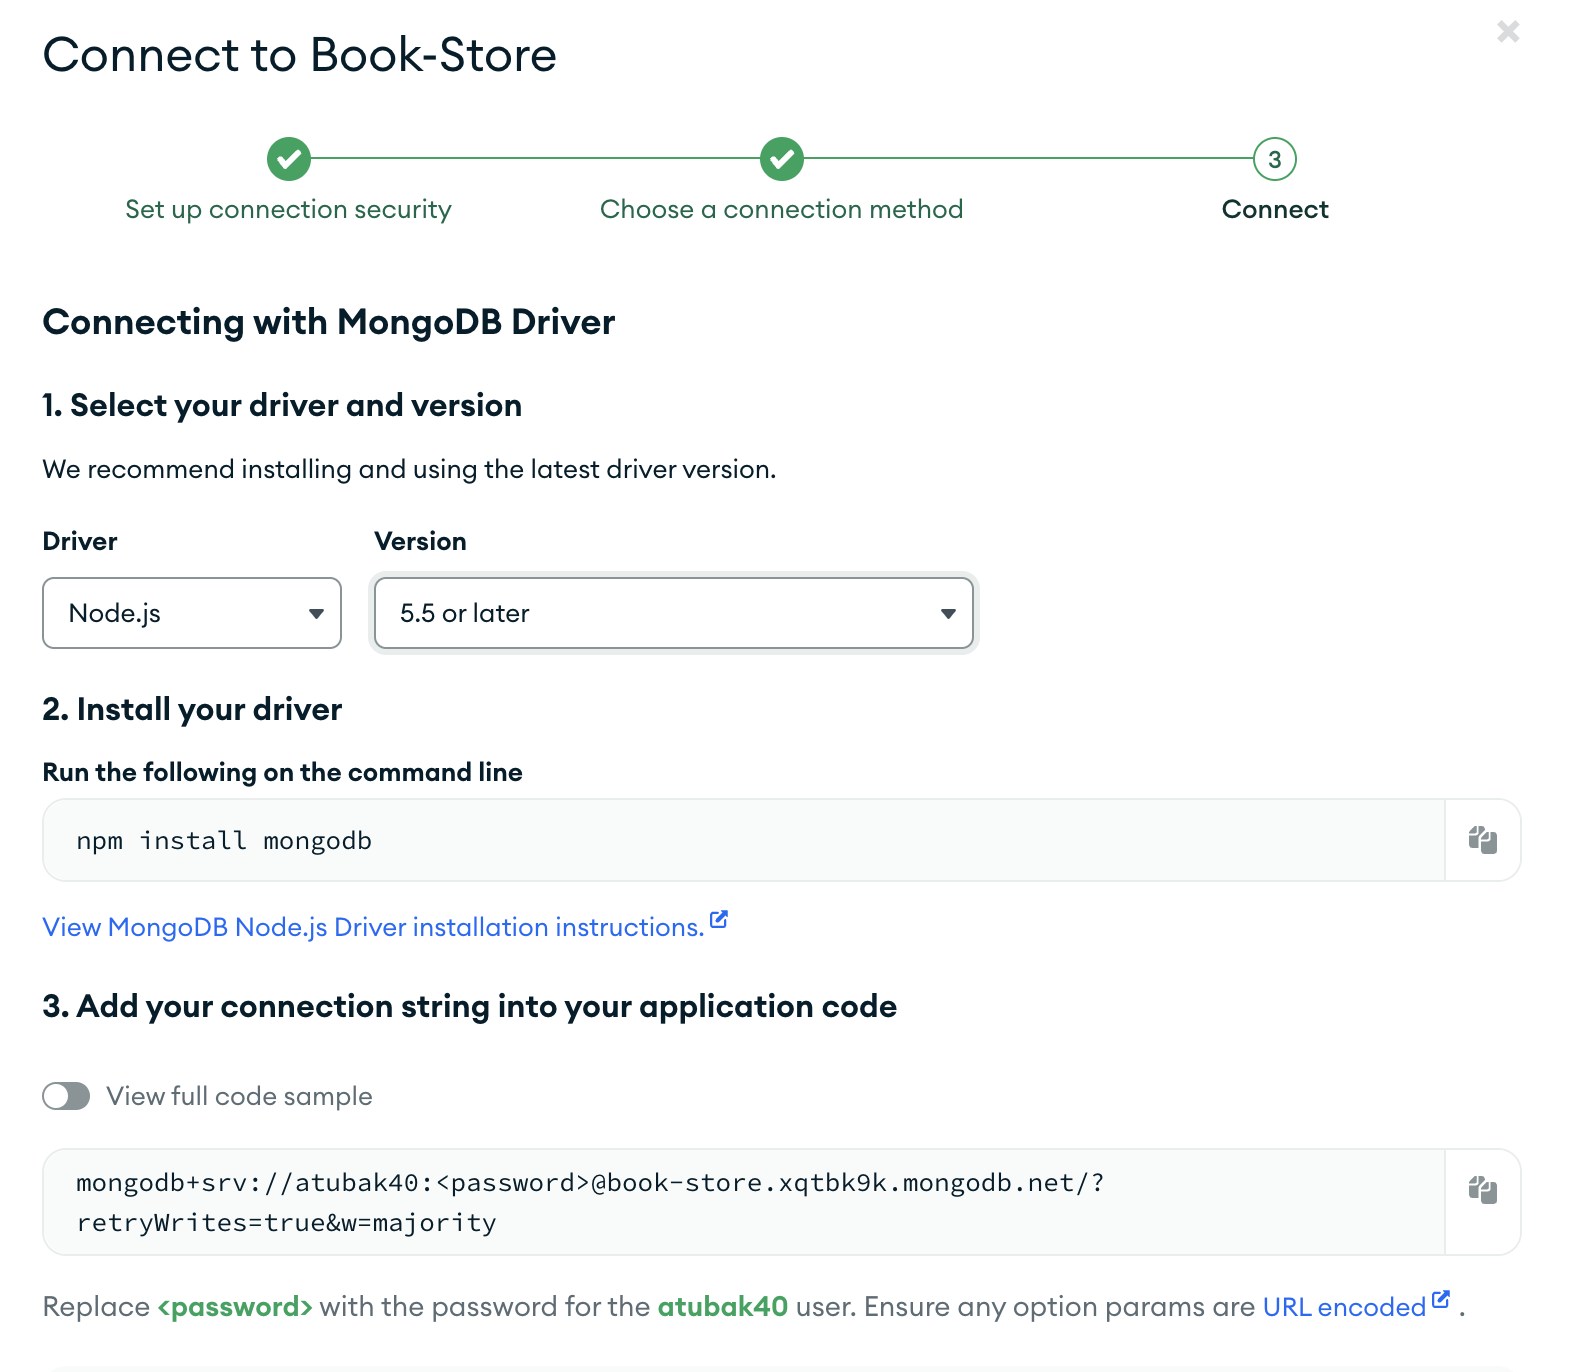 Connect to Book-Store
Set up connection security
Choose a connection method
3
Connect
Connecting with MongoDB Driver
1. Select your driver and version
We recommend installing and using the latest driver version.
Driver
Version
Node.js
5.5 or later
2. Install your driver
Run the following on the command line
npm install mongodb
View MongoDB Node.js Driver installation instructions.
3. Add your connection string into your application code
View full code sample
mongodb+srv://atubak40:<password>@book-store.xqtbk9k.mongodb.net/?
retryWrites=true&w=majority
Replace <password> with the password for the atubak40 user. Ensure any option params are URL encoded .